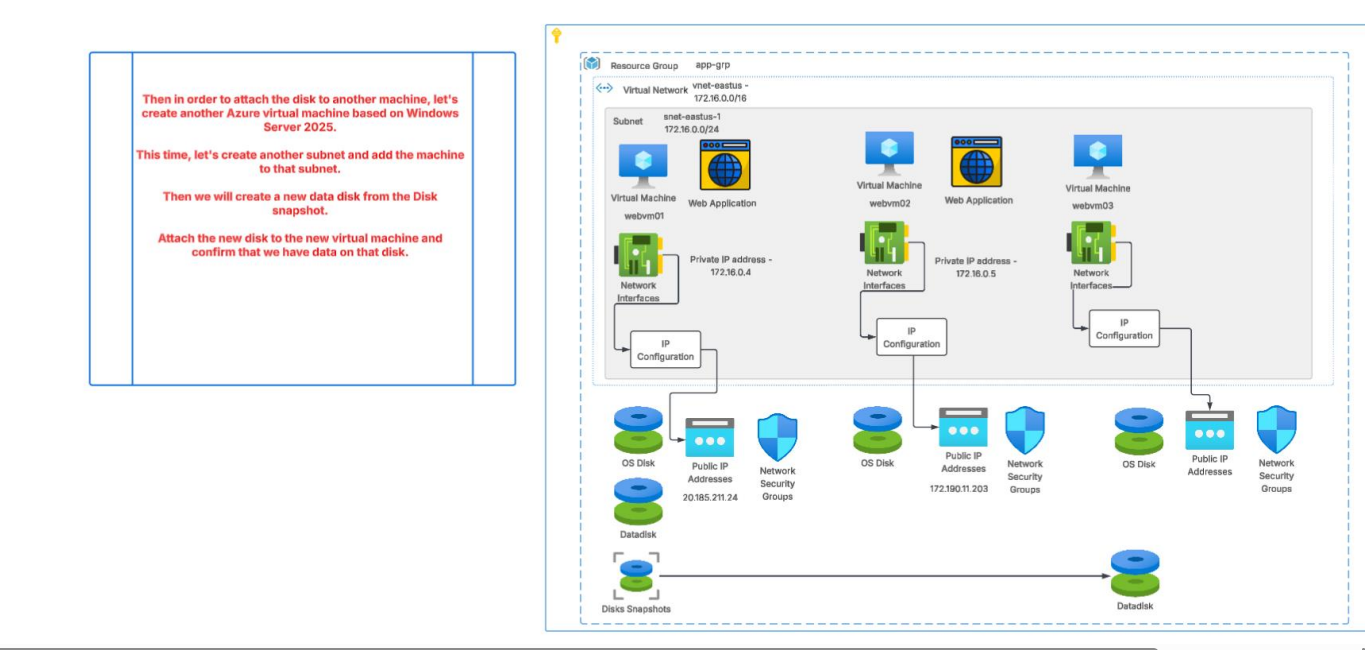 Then in order to attach the disk to another machine, let's
create another Azure virtual machine based on Windows
Server 2025.
This time, let's create another subnet and add the machine
to that subnet.
Then we will create a new data disk from the Disk
snapshot.
Attach the new disk to the new virtual machine and
confirm that we have data on that disk.
Resource Group app-grp
Virtual Network vnet-eastus -
172.16.0.0/16
Subnet snet-eastus-1
172.16.0.0/24
Virtual Machine
webvm01
Web Application
Network
Interfaces
Private IP address -
172.16.0.4
IP
Configuration
Virtual Machine
webvm02
Web Application
Network
Interfaces
Private IP address -
172.16.0.5
IP
Configuration
Virtual Machine
webvm03
Network
Interfaces
IP
Configuration
OS Disk
Public IP
Addresses
20.185.211.24
Network
Security
Groups
OS Disk
Public IP
Addresses
172.190.11.203
Network
Security
Groups
OS Disk
Public IP
Addresses
Network
Security
Groups
Datadisk
Disks Snapshots
Datadisk